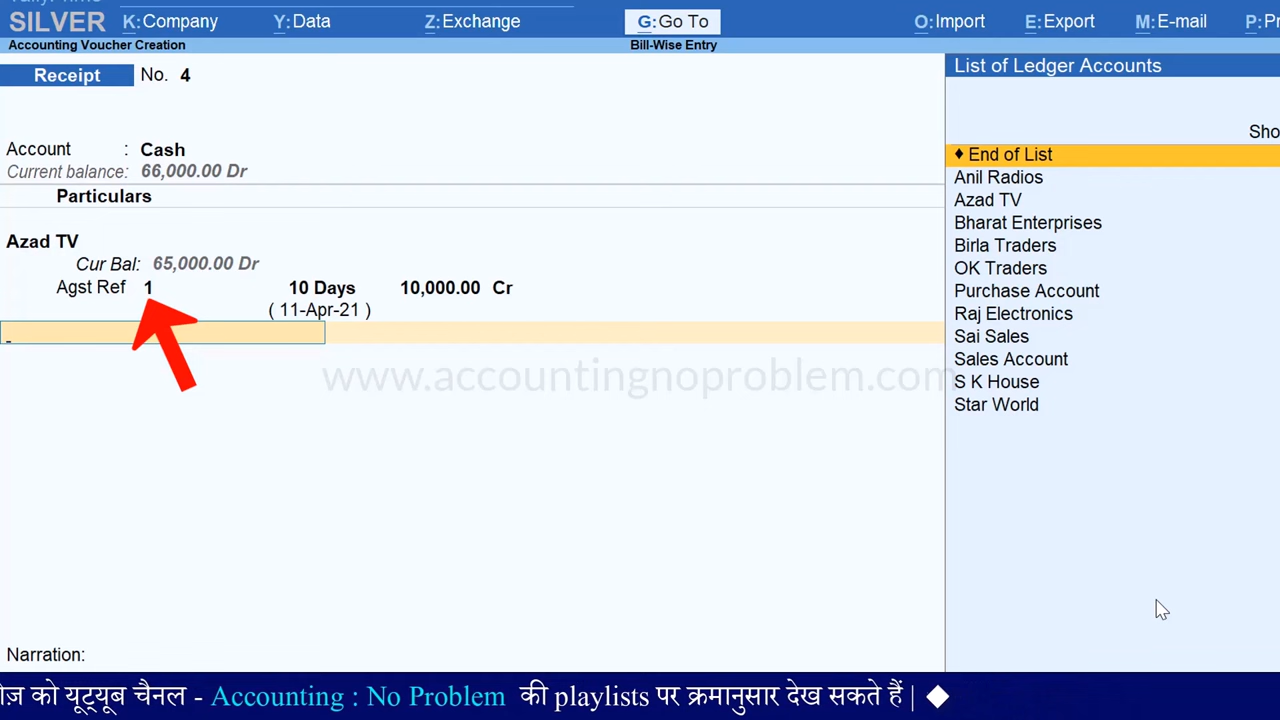 SILVER K:Company Y:Data Z:Exchange G:Go To O:Import E:Export M:E-mail
Accounting Voucher Creation Bill-Wise Entry
Receipt No. 4
Account : Cash
Current balance: 66,000.00 Dr
Particulars
Azad TV
Cur Bal: 65,000.00 Dr
Agst Ref 1 10 Days 10,000.00 Cr
( 11-Apr-21 )
www.accountingnoproblem.com
Narration:
List of Ledger Accounts
Sho
♦ End of List
Anil Radios
Azad TV
Bharat Enterprises
Birla Traders
OK Traders
Purchase Account
Raj Electronics
Sai Sales
Sales Account
S K House
Star World
को यूट्यूब चैनल - Accounting : No Problem की playlists पर क्रमानुसार देख सकते हैं | ◆